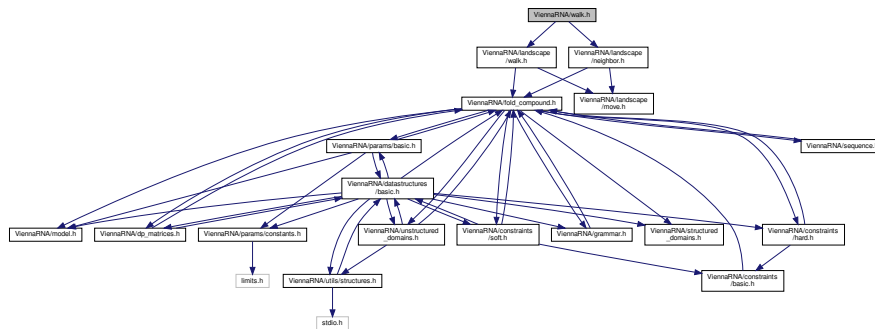 ViennaRNA/walk.h
ViennaRNA/landscape
/walk.h
ViennaRNA/landscape
/neighbor.h
ViennaRNA/fold_compound.h
ViennaRNA/landscape
/move.h
ViennaRNA/params/basic.h
ViennaRNA/sequence.
ViennaRNA/datastructures
/basic.h
ViennaRNA/model.h
ViennaRNA/dp_matrices.h
ViennaRNA/params/constants.h
ViennaRNA/unstructured
_domains.h
ViennaRNA/constraints
/soft.h
ViennaRNA/grammar.h
ViennaRNA/structured
_domains.h
ViennaRNA/constraints
/hard.h
limits.h
ViennaRNA/utils/structures.h
ViennaRNA/constraints
/basic.h
stdio.h